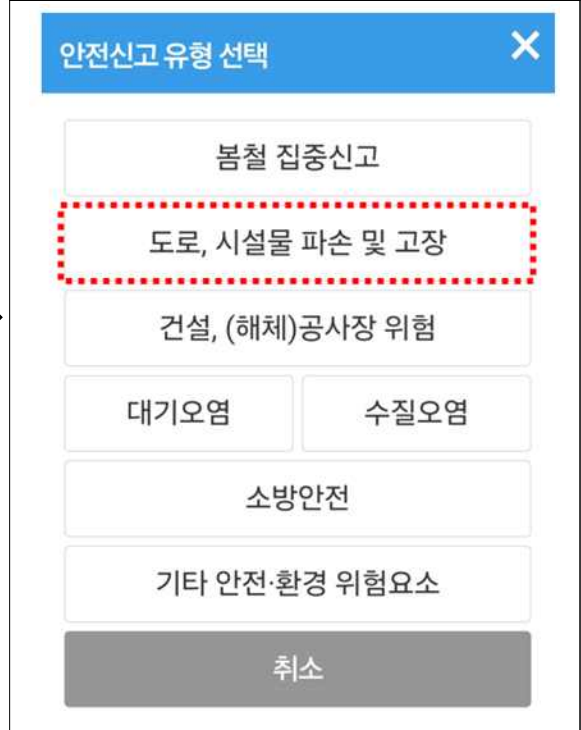 안전신고 유형 선택
봄철 집중신고
도로, 시설물 파손 및 고장
건설, (해체)공사장 위험
대기오염 수질오염
소방안전
기타 안전·환경 위험요소
취소